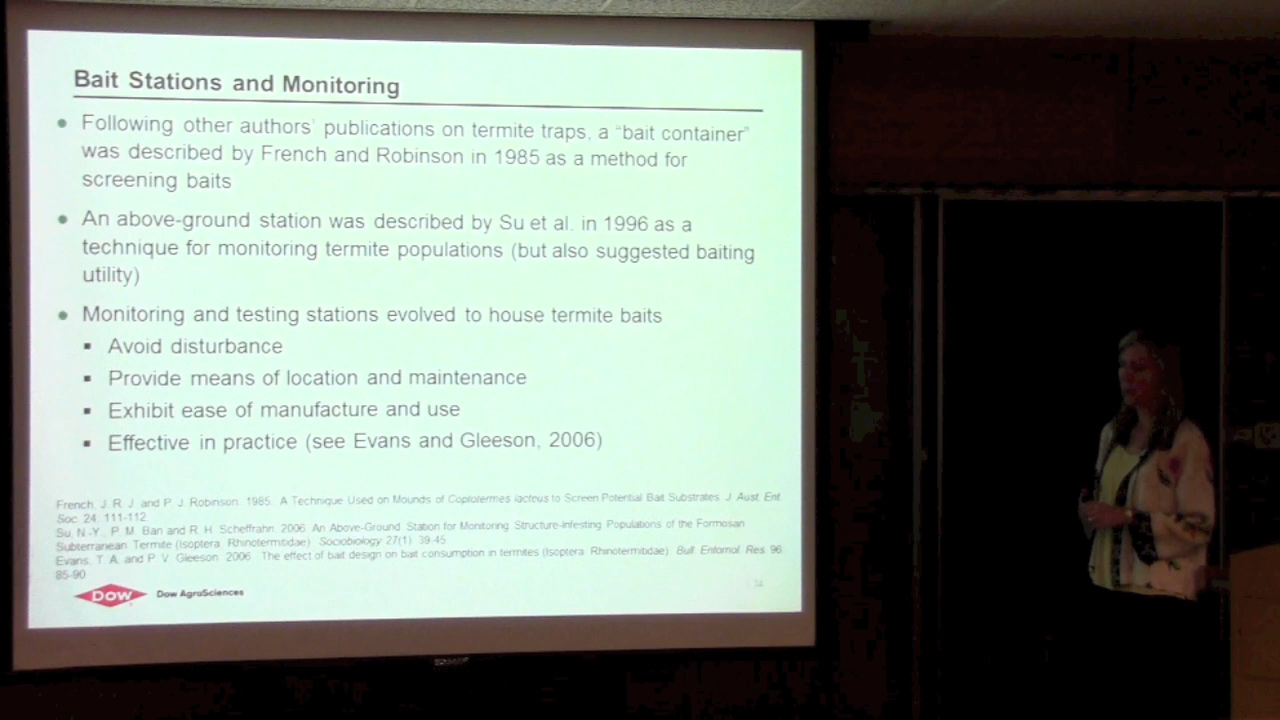 Bait Stations and Monitoring
• Following other authors' publications on termite traps, a "bait container"
was described by French and Robinson in 1985 as a method for
screening baits
• An above-ground station was described by Su et al. in 1996 as a
technique for monitoring termite populations (but also suggested baiting
utility)
• Monitoring and testing stations evolved to house termite baits
▪ Avoid disturbance
▪ Provide means of location and maintenance
▪ Exhibit ease of manufacture and use
▪ Effective in practice (see Evans and Gleeson, 2006)
French, J. R. J. and P. J. Robinson. 1985. A Technique Used on Mounds of Coptotermes lacteus to Screen Potential Bait Substrates. J. Aust. Ent.
Soc. 24: 111-112.
Su, N.-Y., P. M. Ban and R. H. Scheffrahn. 2006. An Above-Ground Station for Monitoring Structure-Infesting Populations of the Formosan
Subterranean Termite (Isoptera: Rhinotermitidae). Sociobiology 27(1): 39-45
Evans, T. A. and P. V. Gleeson. 2006. The effect of bait design on bait consumption in termites (Isoptera: Rhinotermitidae). Bull. Entomol. Res. 96:
85-90
DOW Dow AgroSciences